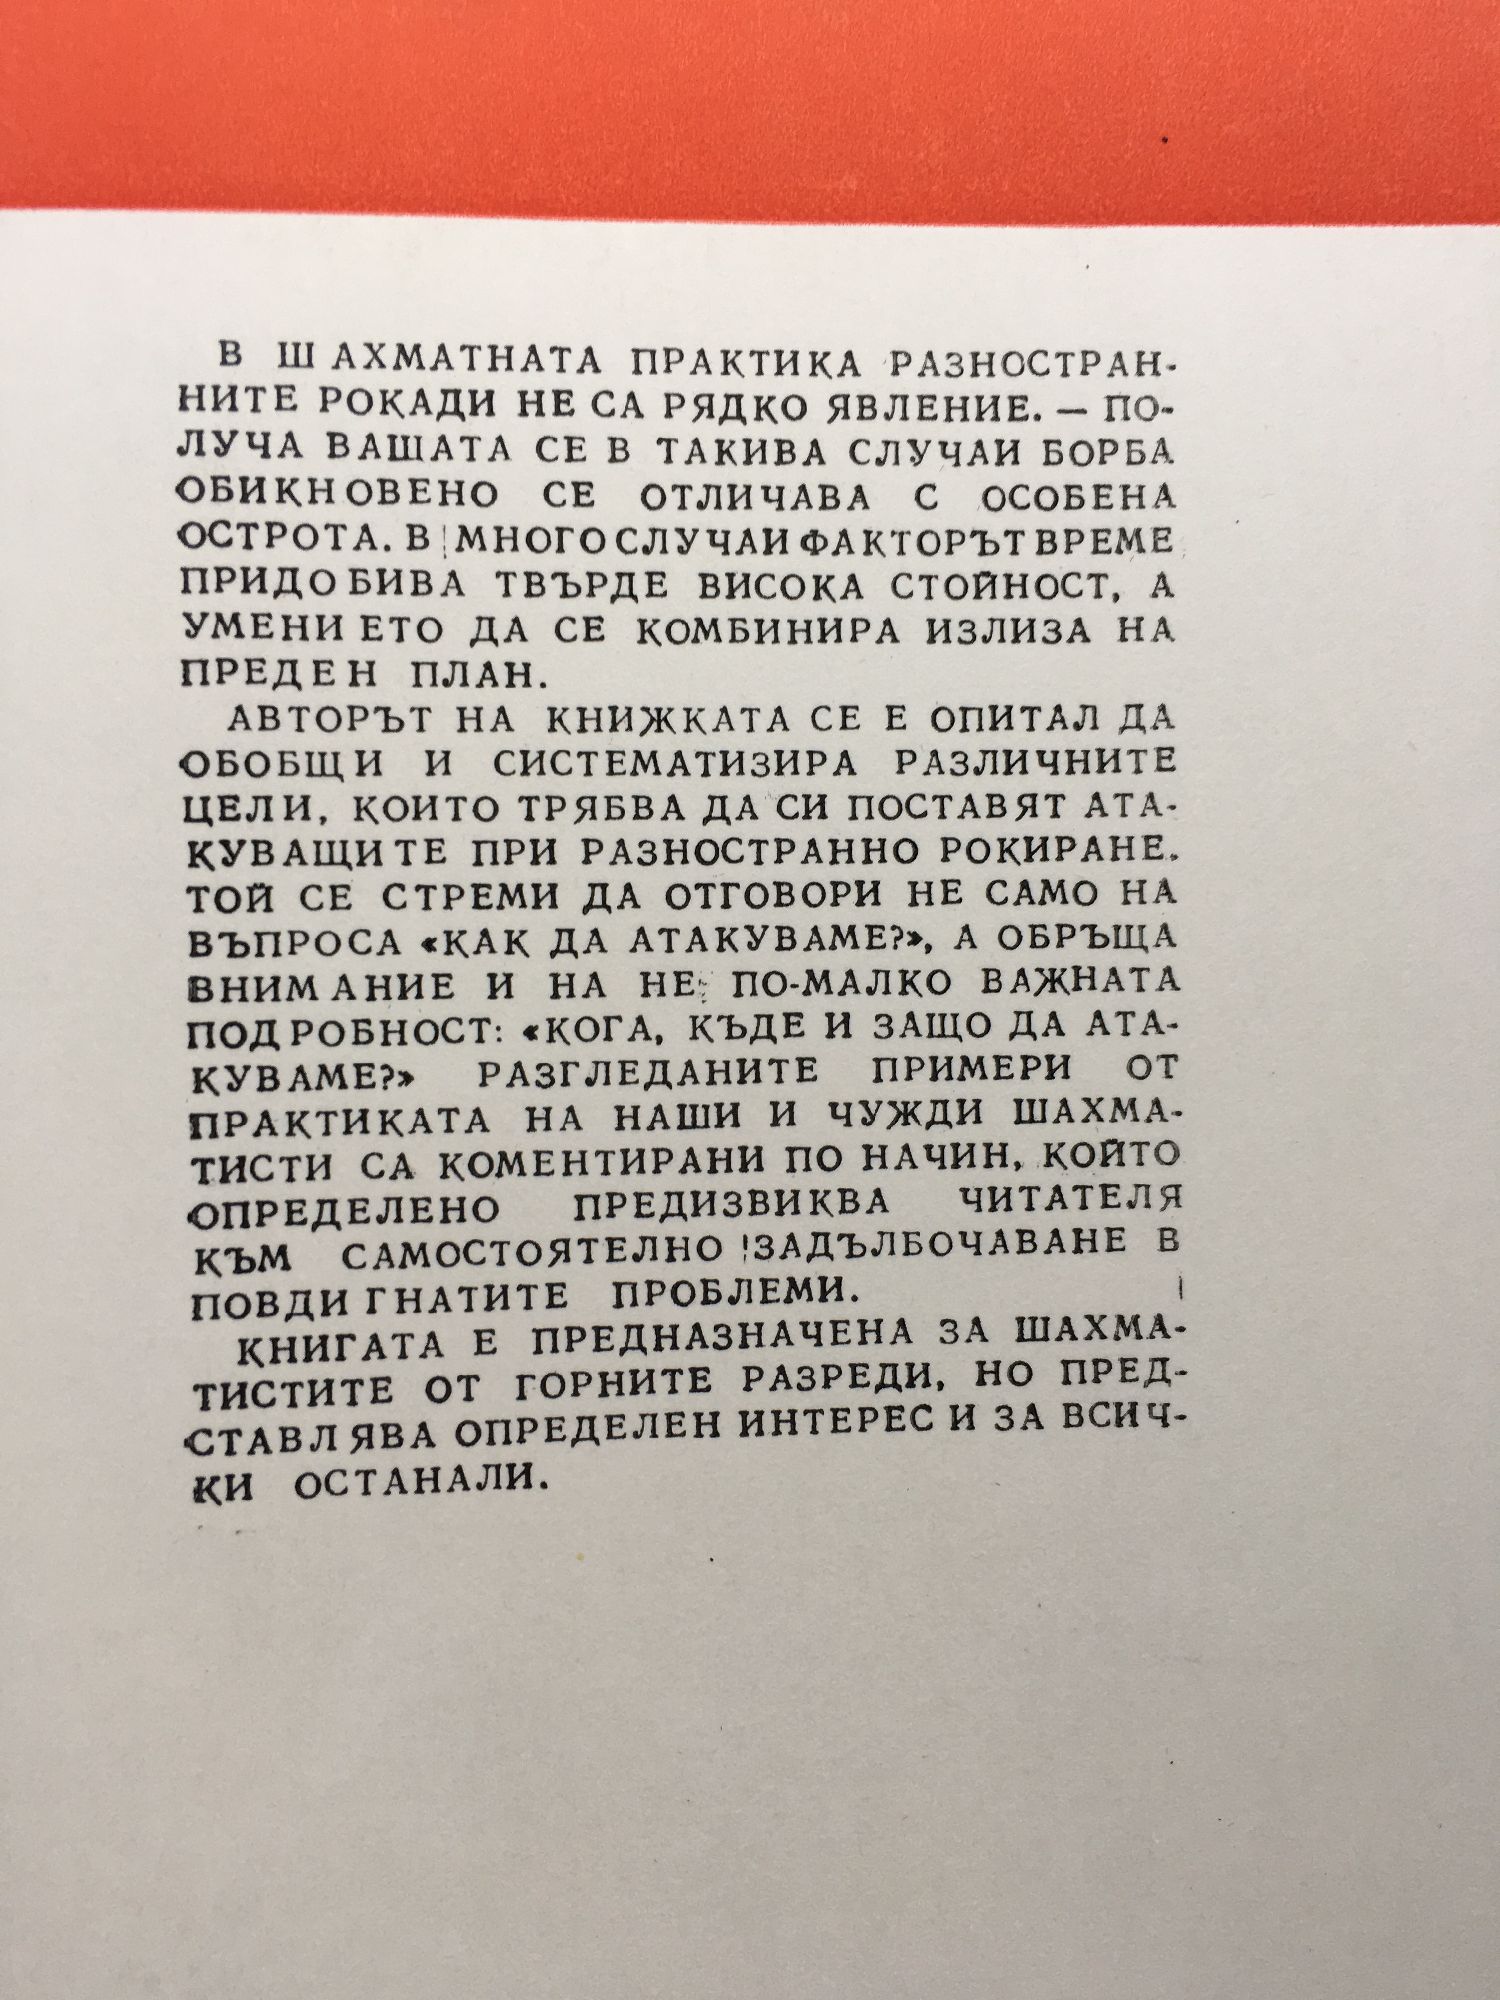 В ШАХМАТНАТА ПРАКТИКА РАЗНОСТРАН-
НИТЕ РОКАДИ НЕ СА РЯДКО ЯВЛЕНИЕ. — ПО-
ЛУЧАВАЩАТА СЕ В ТАКИВА СЛУЧАИ БОРБА
ОБИКНОВЕНО СЕ ОТЛИЧАВА С ОСОБЕНА
ОСТРОТА. В МНОГО СЛУЧАИ ФАКТОРЪТ ВРЕМЕ
ПРИДОБИВА ТВЪРДЕ ВИСОКА СТОЙНОСТ, А
УМЕНИЕТО ДА СЕ КОМБИНИРА ИЗЛИЗА НА
ПРЕДЕН ПЛАН.
АВТОРЪТ НА КНИЖКАТА СЕ Е ОПИТАЛ ДА
ОБОБЩИ И СИСТЕМАТИЗИРА РАЗЛИЧНИТЕ
ЦЕЛИ, КОИТО ТРЯБВА ДА СИ ПОСТАВЯТ АТА-
КУВАЩИТЕ ПРИ РАЗНОСТРАННО РОКИРАНЕ.
ТОЙ СЕ СТРЕМИ ДА ОТГОВОРИ НЕ САМО НА
ВЪПРОСА «КАК ДА АТАКУВАМЕ?», А ОБРЪЩА
ВНИМАНИЕ И НА НЕ ПО-МАЛКО ВАЖНАТА
ПОДРОБНОСТ: «КОГА, КЪДЕ И ЗАЩО ДА АТА-
КУВАМЕ?» РАЗГЛЕДАНИТЕ ПРИМЕРИ ОТ
ПРАКТИКАТА НА НАШИ И ЧУЖДИ ШАХМА-
ТИСТИ СА КОМЕНТИРАНИ ПО НАЧИН, КОЙТО
ОПРЕДЕЛЕНО ПРЕДИЗВИКВА ЧИТАТЕЛЯ
КЪМ САМОСТОЯТЕЛНО ЗАДЪЛБОЧАВАНЕ В
ПОВДИГНАТИТЕ ПРОБЛЕМИ.
КНИГАТА Е ПРЕДНАЗНАЧЕНА ЗА ШАХМА-
ТИСТИТЕ ОТ ГОРНИТЕ РАЗРЕДИ, НО ПРЕД-
СТАВЛЯВА ОПРЕДЕЛЕН ИНТЕРЕС И ЗА ВСИЧ-
КИ ОСТАНАЛИ.